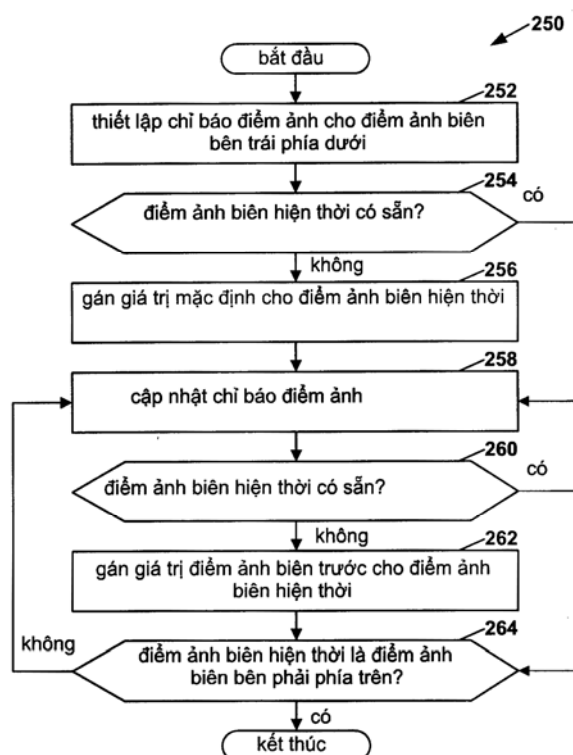 250
bắt đầu
252
thiết lập chỉ báo điểm ảnh cho điểm ảnh biên
bên trái phía dưới
254
có
điểm ảnh biên hiện thời có sẵn?
không
256
gán giá trị mặc định cho điểm ảnh biên hiện thời
258
cập nhật chỉ báo điểm ảnh
260
có
điểm ảnh biên hiện thời có sẵn?
không
262
gán giá trị điểm ảnh biên trước cho điểm ảnh
biên hiện thời
264
không
điểm ảnh biên hiện thời là điểm ảnh
biên bên phải phía trên?
có
kết thúc